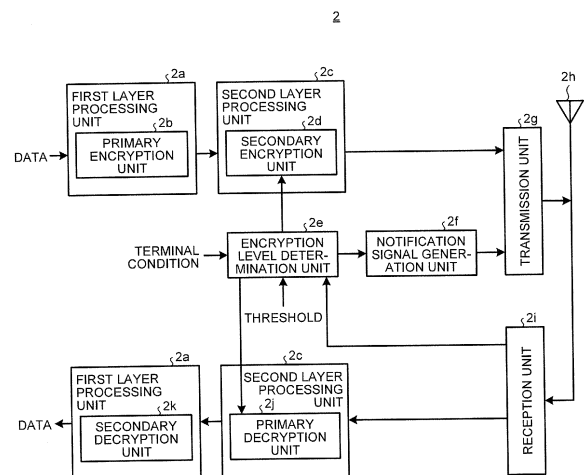 2
2a
FIRST LAYER
PROCESSING
UNIT
2b
PRIMARY
ENCRYPTION
UNIT
DATA
2c
SECOND LAYER
PROCESSING
UNIT
2d
SECONDARY
ENCRYPTION
UNIT
2h
2g
TRANSMISSION UNIT
2e
ENCRYPTION
LEVEL DETER-
MINATION UNIT
TERMINAL
CONDITION
THRESHOLD
2f
NOTIFICATION
SIGNAL GENER-
ATION UNIT
2i
RECEPTION UNIT
2a
FIRST LAYER
PROCESSING
UNIT
2k
SECONDARY
DECRYPTION
UNIT
DATA
2c
SECOND LAYER
PROCESSING
UNIT
2j
PRIMARY
DECRYPTION
UNIT